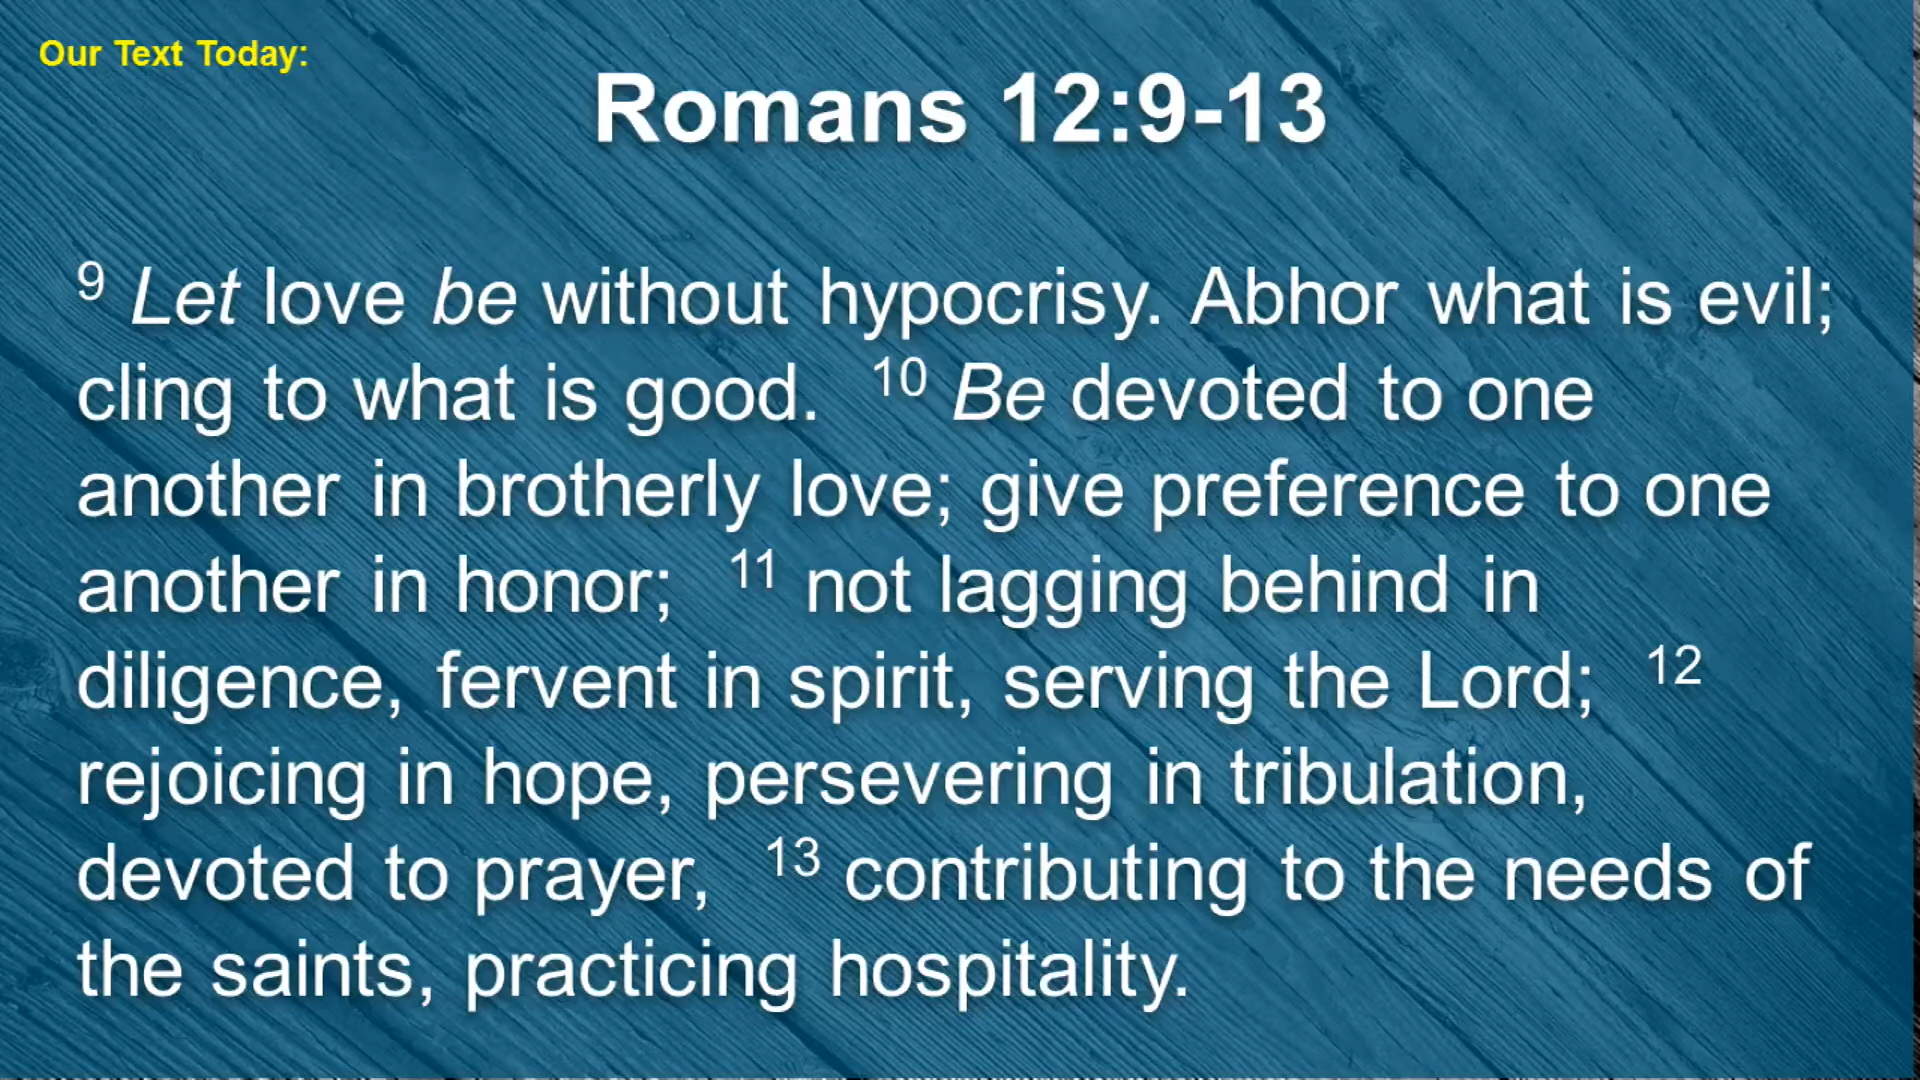 Our Text Today:
Romans 12:9-13
9 Let love be without hypocrisy. Abhor what is evil;
cling to what is good. 10 Be devoted to one
another in brotherly love; give preference to one
another in honor; 11 not lagging behind in
diligence, fervent in spirit, serving the Lord; 12
rejoicing in hope, persevering in tribulation,
devoted to prayer, 13 contributing to the needs of
the saints, practicing hospitality.